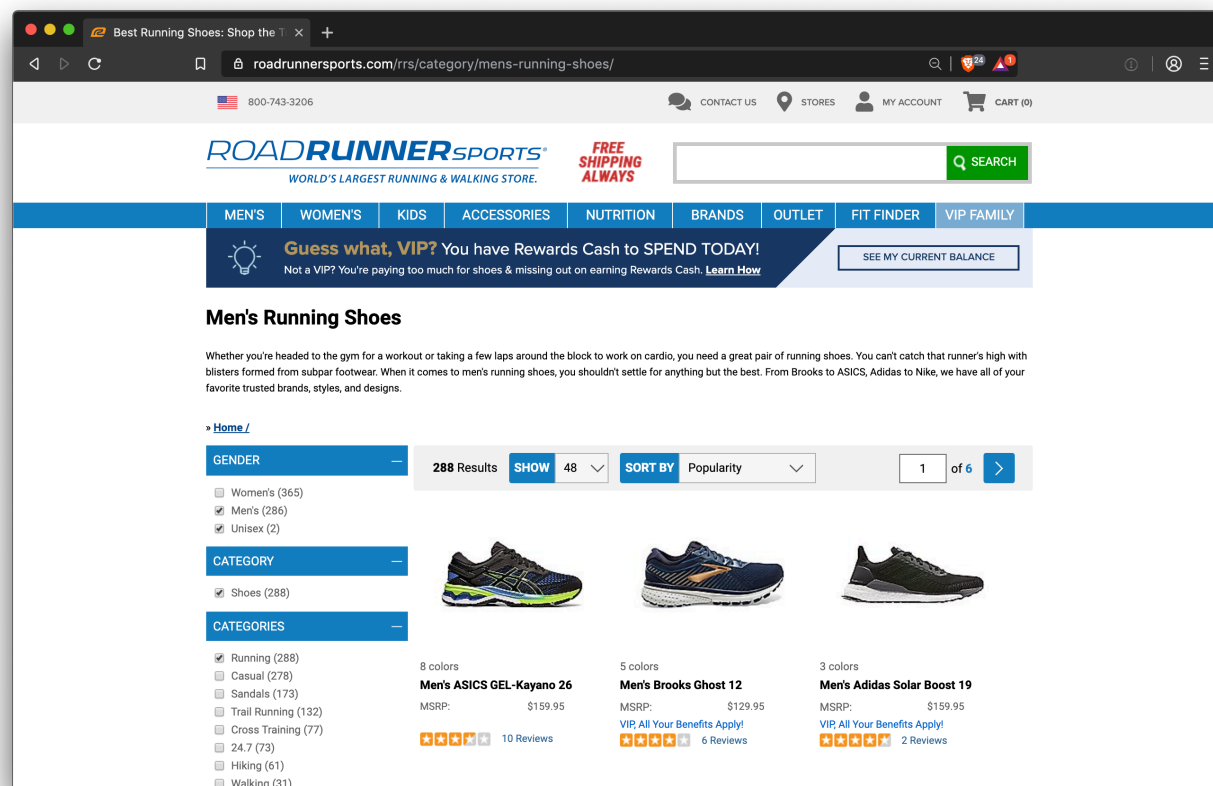 Best Running Shoes: Shop the T
roadrunnersports.com/rrs/category/mens-running-shoes/
24
1
800-743-3206
CONTACT US
STORES
MY ACCOUNT
CART (0)
ROADRUNNERSPORTS®
WORLD'S LARGEST RUNNING & WALKING STORE.
FREE
SHIPPING
ALWAYS
SEARCH
MEN'S WOMEN'S KIDS ACCESSORIES NUTRITION BRANDS OUTLET FIT FINDER VIP FAMILY
Guess what, VIP? You have Rewards Cash to SPEND TODAY!
Not a VIP? You're paying too much for shoes & missing out on earning Rewards Cash. Learn How
SEE MY CURRENT BALANCE
Men's Running Shoes
Whether you're headed to the gym for a workout or taking a few laps around the block to work on cardio, you need a great pair of running shoes. You can't catch that runner's high with
blisters formed from subpar footwear. When it comes to men's running shoes, you shouldn't settle for anything but the best. From Brooks to ASICS, Adidas to Nike, we have all of your
favorite trusted brands, styles, and designs.
» Home /
GENDER
Women's (365)
Men's (286)
Unisex (2)
CATEGORY
Shoes (288)
CATEGORIES
Running (288)
Casual (278)
Sandals (173)
Trail Running (132)
Cross Training (77)
24.7 (73)
Hiking (61)
Walking (31)
288 Results SHOW 48 SORT BY Popularity 1 of 6
8 colors
Men's ASICS GEL-Kayano 26
MSRP: $159.95
10 Reviews
5 colors
Men's Brooks Ghost 12
MSRP: $129.95
VIP, All Your Benefits Apply!
6 Reviews
3 colors
Men's Adidas Solar Boost 19
MSRP: $159.95
VIP, All Your Benefits Apply!
2 Reviews